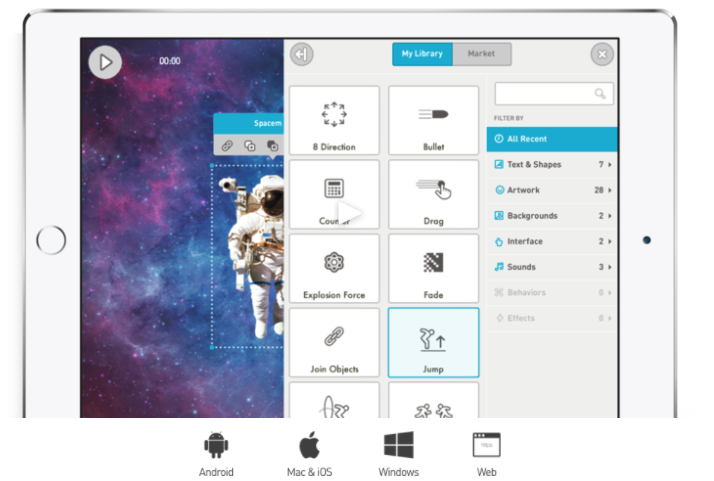 00:00
My Library
Market
Spacem
FILTER BY
All Recent
8 Direction
Bullet
Text & Shapes 7
Artwork 28
Counter
Drag
Backgrounds 2
Interface 2
Explosion Force
Fade
Sounds 3
Behaviors 0
Effects 0
Join Objects
Jump
Android
Mac & iOS
Windows
Web